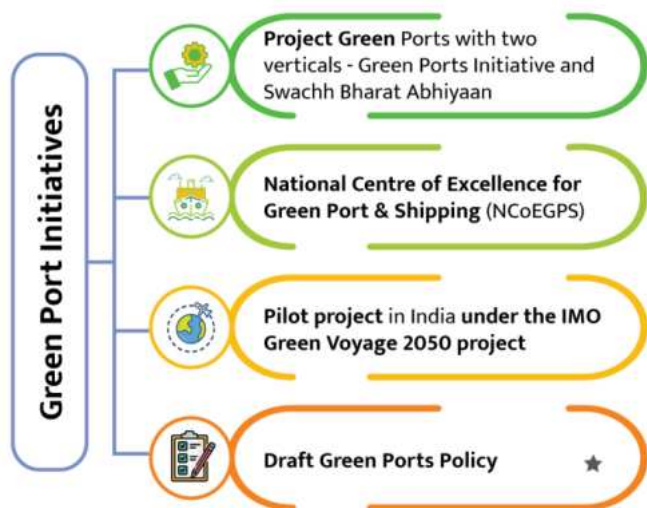 Green Port Initiatives
Project Green Ports with two
verticals - Green Ports Initiative and
Swachh Bharat Abhiyaan
National Centre of Excellence for
Green Port & Shipping (NCoEGPS)
Pilot project in India under the IMO
Green Voyage 2050 project
Draft Green Ports Policy